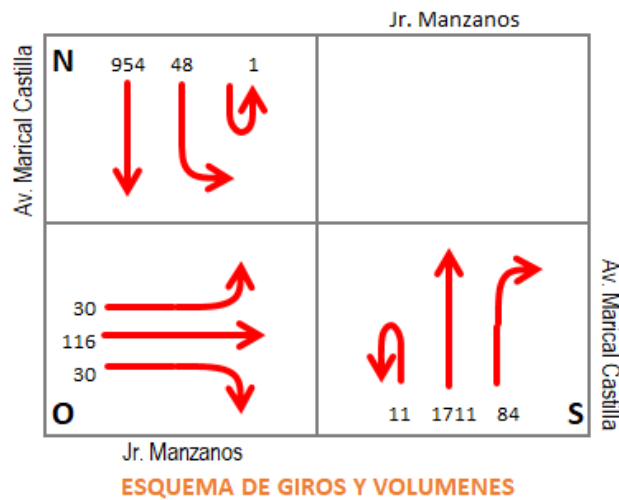 Jr. Manzanos
Av. Marical Castilla
N 954 48 1
30
116
30
O
11 1711 84 S
Av. Marical Castilla
Jr. Manzanos
ESQUEMA DE GIROS Y VOLUMENES